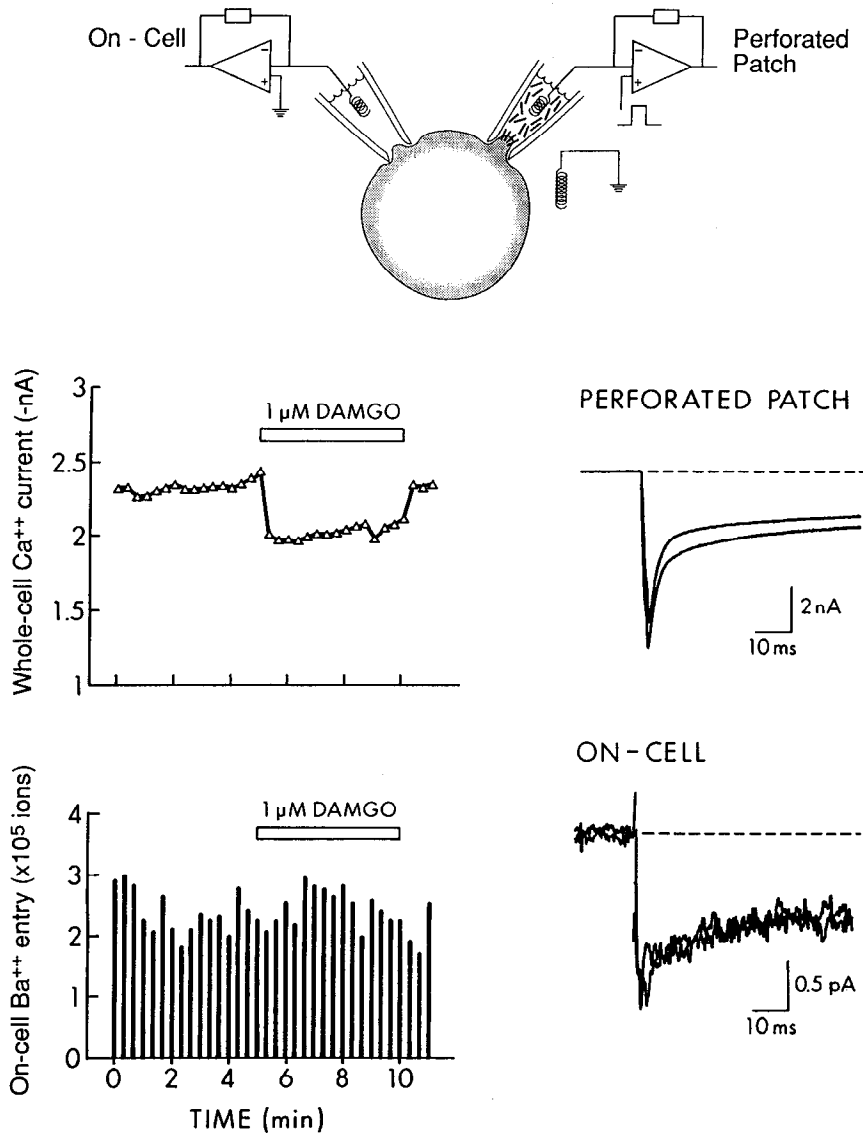 On - Cell
Perforated
Patch
−
+
−
+
Whole-cell Ca++ current (-nA)
3
2.5
2
1.5
1
1 µM DAMGO
PERFORATED PATCH
2 nA
10 ms
On-cell Ba++ entry (x10⁵ ions)
4
3
2
1
0
1 µM DAMGO
0 2 4 6 8 10
TIME (min)
ON - CELL
0.5 pA
10 ms